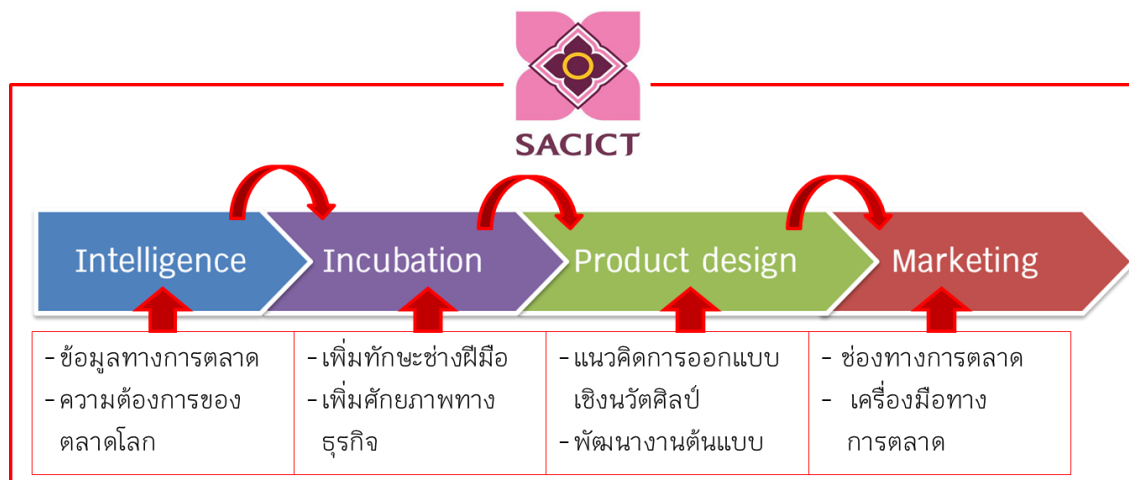 SACICT
Intelligence
Incubation
Product design
Marketing
- ข้อมูลทางการตลาด
- ความต้องการของ
ตลาดโลก
- เพิ่มทักษะช่างฝีมือ
- เพิ่มศักยภาพทาง
ธุรกิจ
- แนวคิดการออกแบบ
เชิงนวัตศิลป์
- พัฒนางานต้นแบบ
- ช่องทางการตลาด
- เครื่องมือทาง
การตลาด